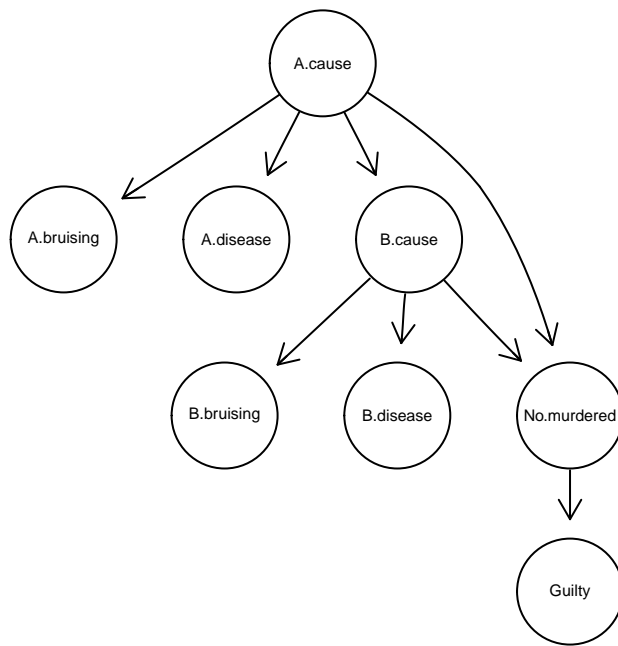 A.cause
A.bruising
A.disease
B.cause
B.bruising
B.disease
No.murdered
Guilty